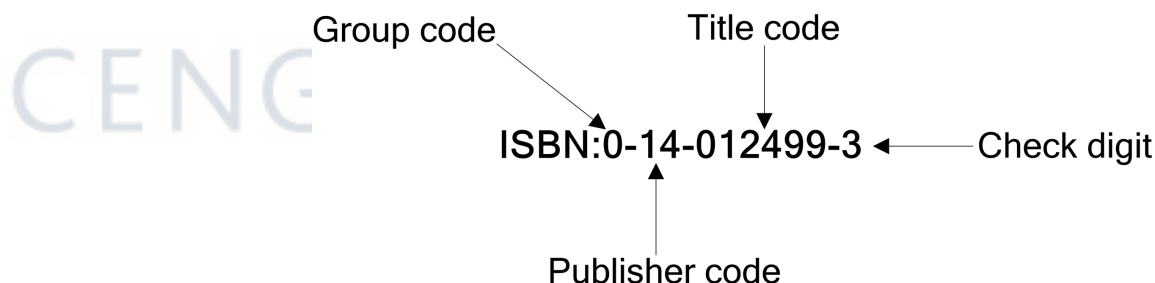 Group code
Title code
CENG
ISBN:0-14-012499-3
Check digit
Publisher code